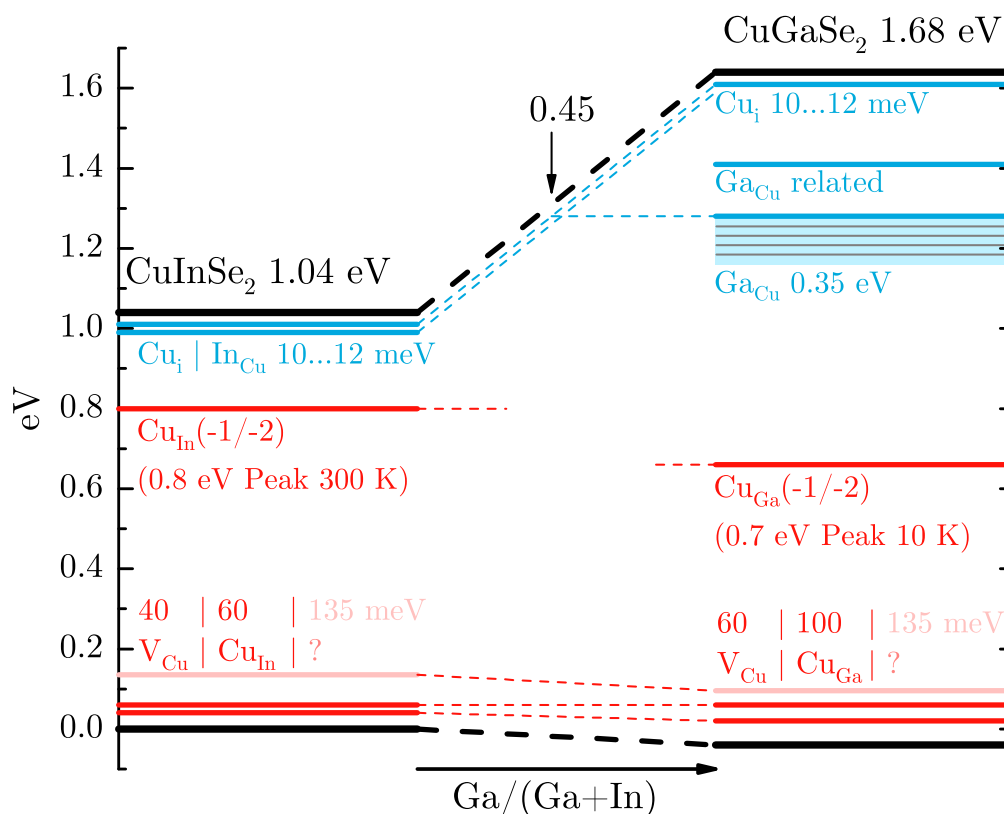 CuGaSe₂ 1.68 eV
1.6
Cuᵢ 10...12 meV
0.45
1.4
Ga_Cu related
1.2
CuInSe₂ 1.04 eV
Ga_Cu 0.35 eV
1.0
Cuᵢ | In_Cu 10...12 meV
eV
0.8
Cu_In(-1/-2)
(0.8 eV Peak 300 K)
0.6
Cu_Ga(-1/-2)
(0.7 eV Peak 10 K)
0.4
40 | 60 | 135 meV
V_Cu | Cu_In | ?
60 | 100 | 135 meV
V_Cu | Cu_Ga | ?
0.2
0.0
Ga/(Ga+In)